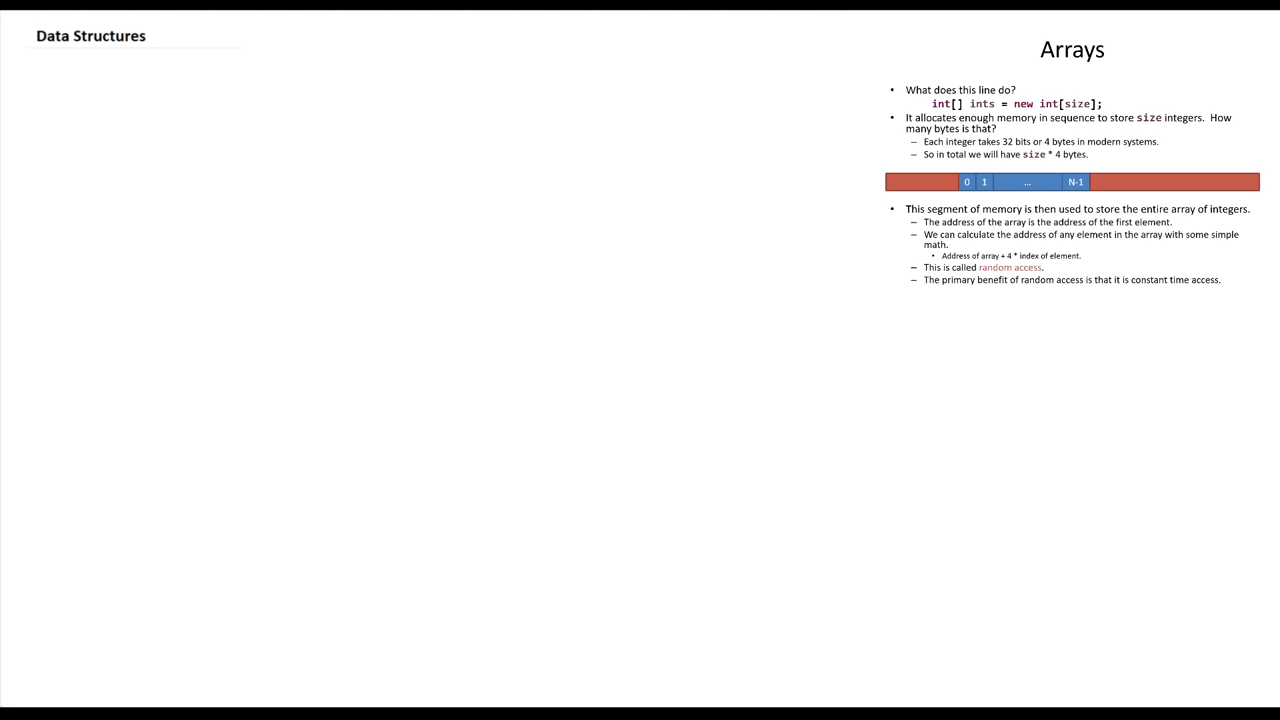 Data Structures
Arrays
• What does this line do?
int[] ints = new int[size];
• It allocates enough memory in sequence to store size integers. How
many bytes is that?
– Each integer takes 32 bits or 4 bytes in modern systems.
– So in total we will have size * 4 bytes.
0 1 ... N-1
• This segment of memory is then used to store the entire array of integers.
– The address of the array is the address of the first element.
– We can calculate the address of any element in the array with some simple
math.
• Address of array + 4 * index of element.
– This is called random access.
– The primary benefit of random access is that it is constant time access.